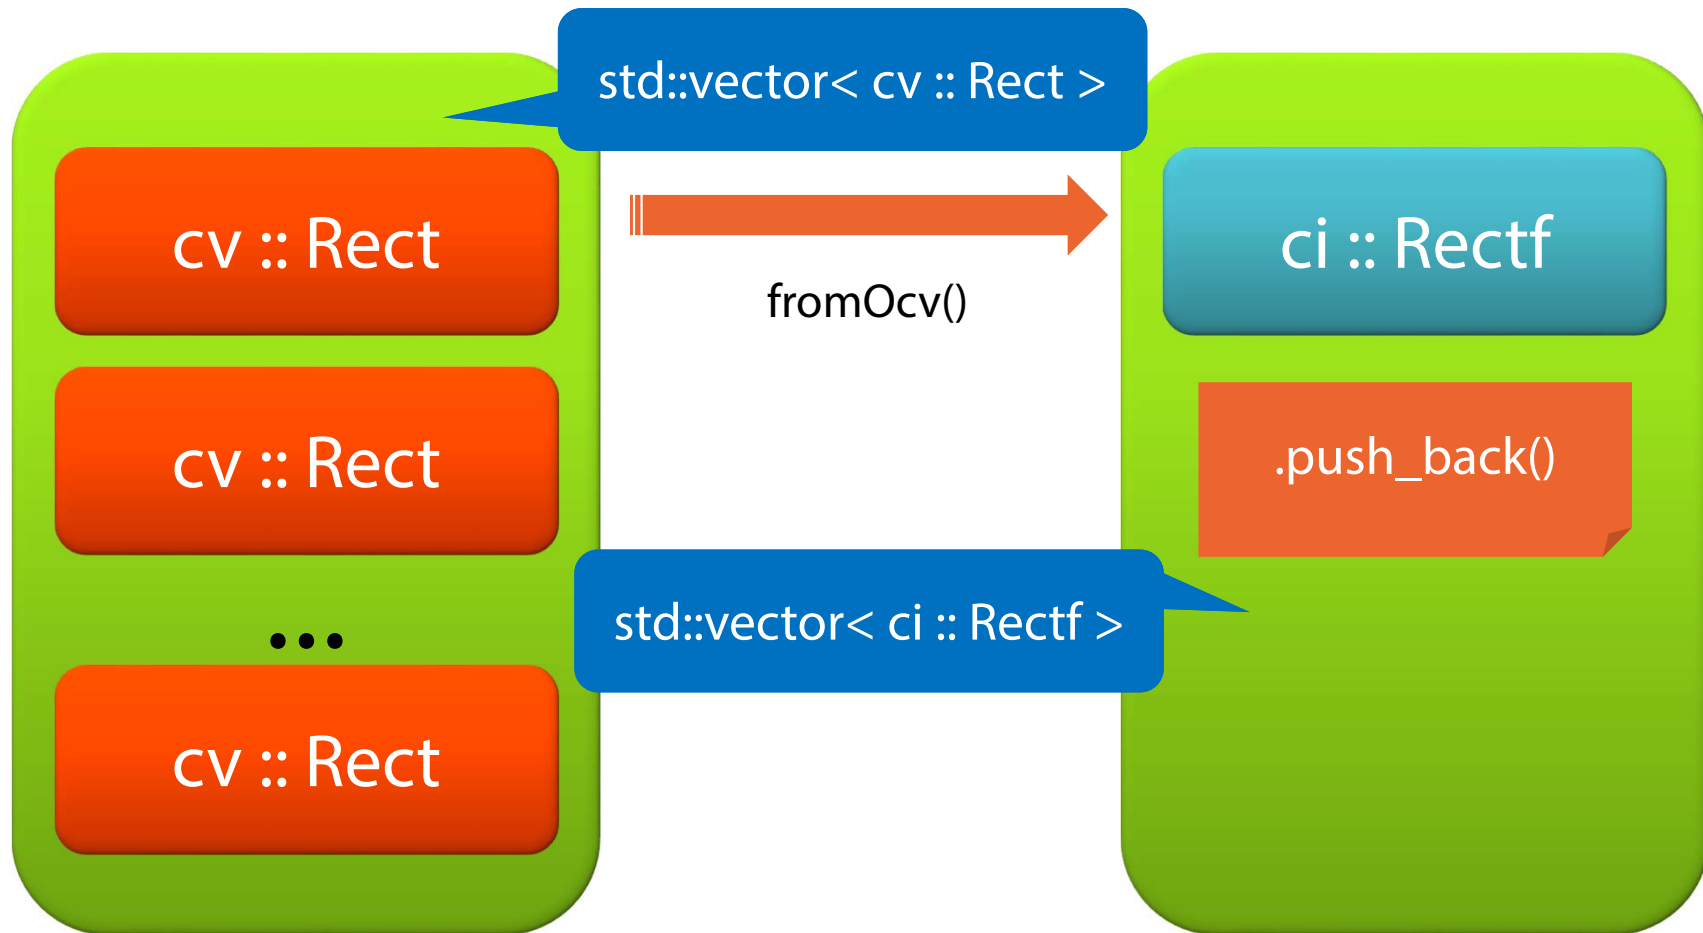 std::vector< cv :: Rect >
cv :: Rect
fromOcv()
ci :: Rectf
cv :: Rect
.push_back()
std::vector< ci :: Rectf >
...
cv :: Rect